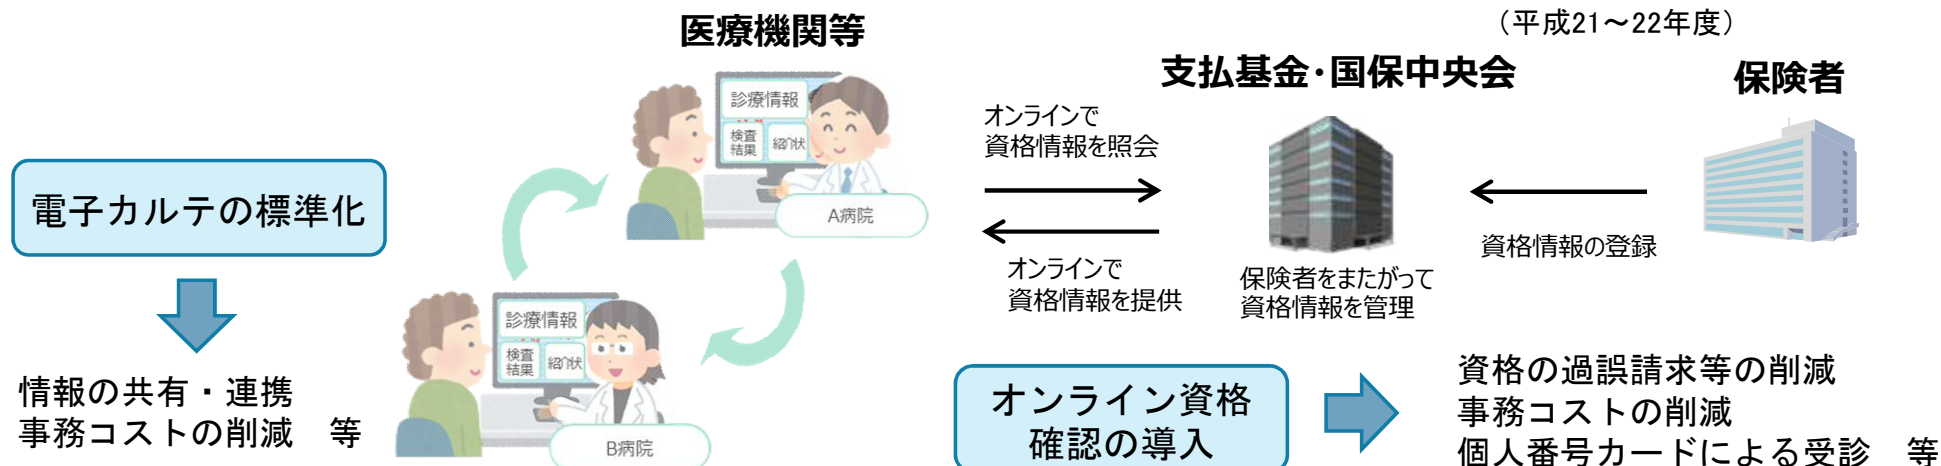 （平成21～22年度）
医療機関等
支払基金･国保中央会
保険者
診療情報
検査
結果
紹介状
A病院
オンラインで
資格情報を照会
オンラインで
資格情報を提供
保険者をまたがって
資格情報を管理
資格情報の登録
電子カルテの標準化
情報の共有・連携
事務コストの削減　等
診療情報
検査
結果
紹介状
B病院
オンライン資格
確認の導入
資格の過誤請求等の削減
事務コストの削減
個人番号カードによる受診　等